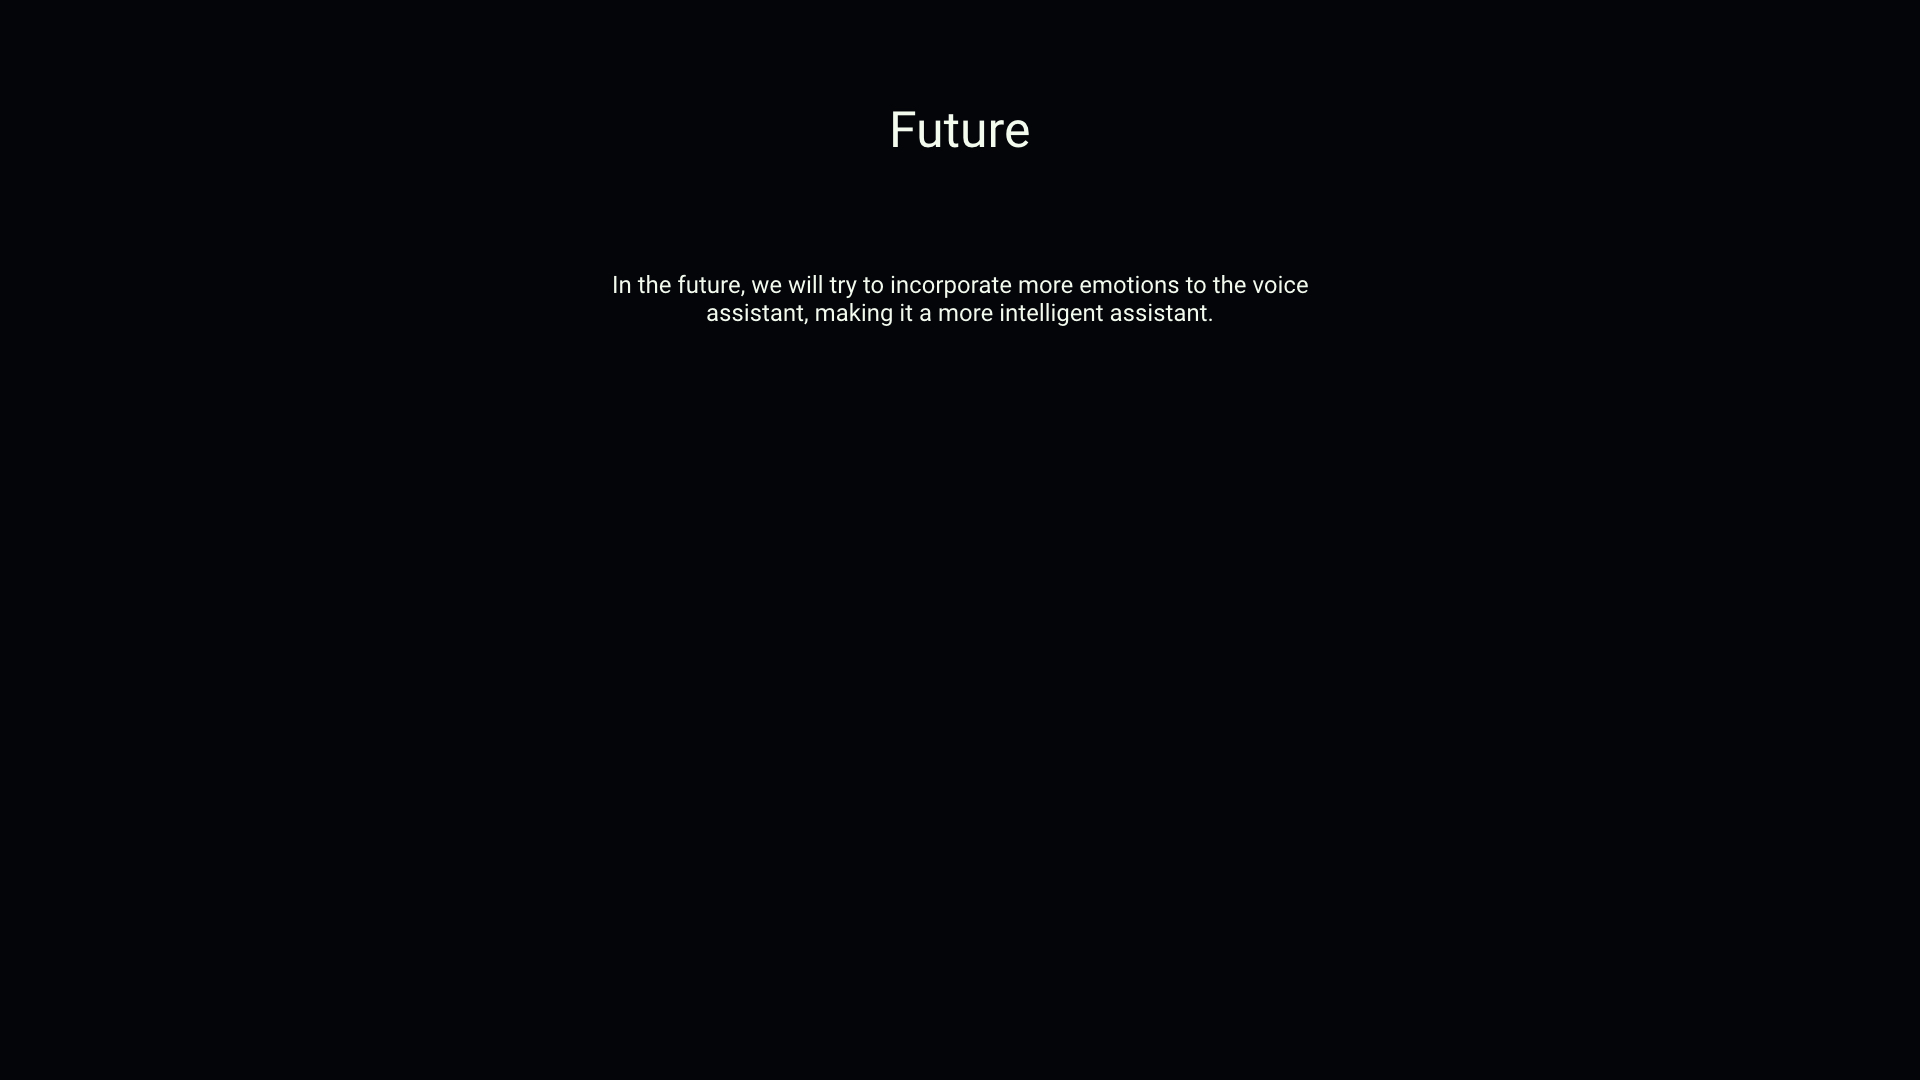 Future
In the future, we will try to incorporate more emotions to the voice
assistant, making it a more intelligent assistant.